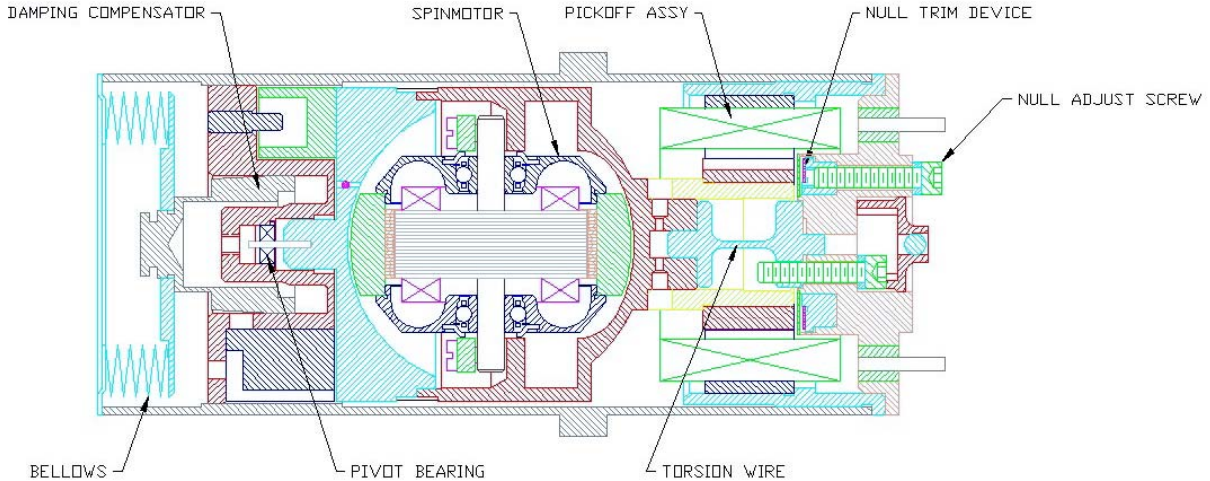 DAMPING COMPENSATOR
SPINMOTOR
PICKOFF ASSY
NULL TRIM DEVICE
NULL ADJUST SCREW
BELLOWS
PIVOT BEARING
TORSION WIRE